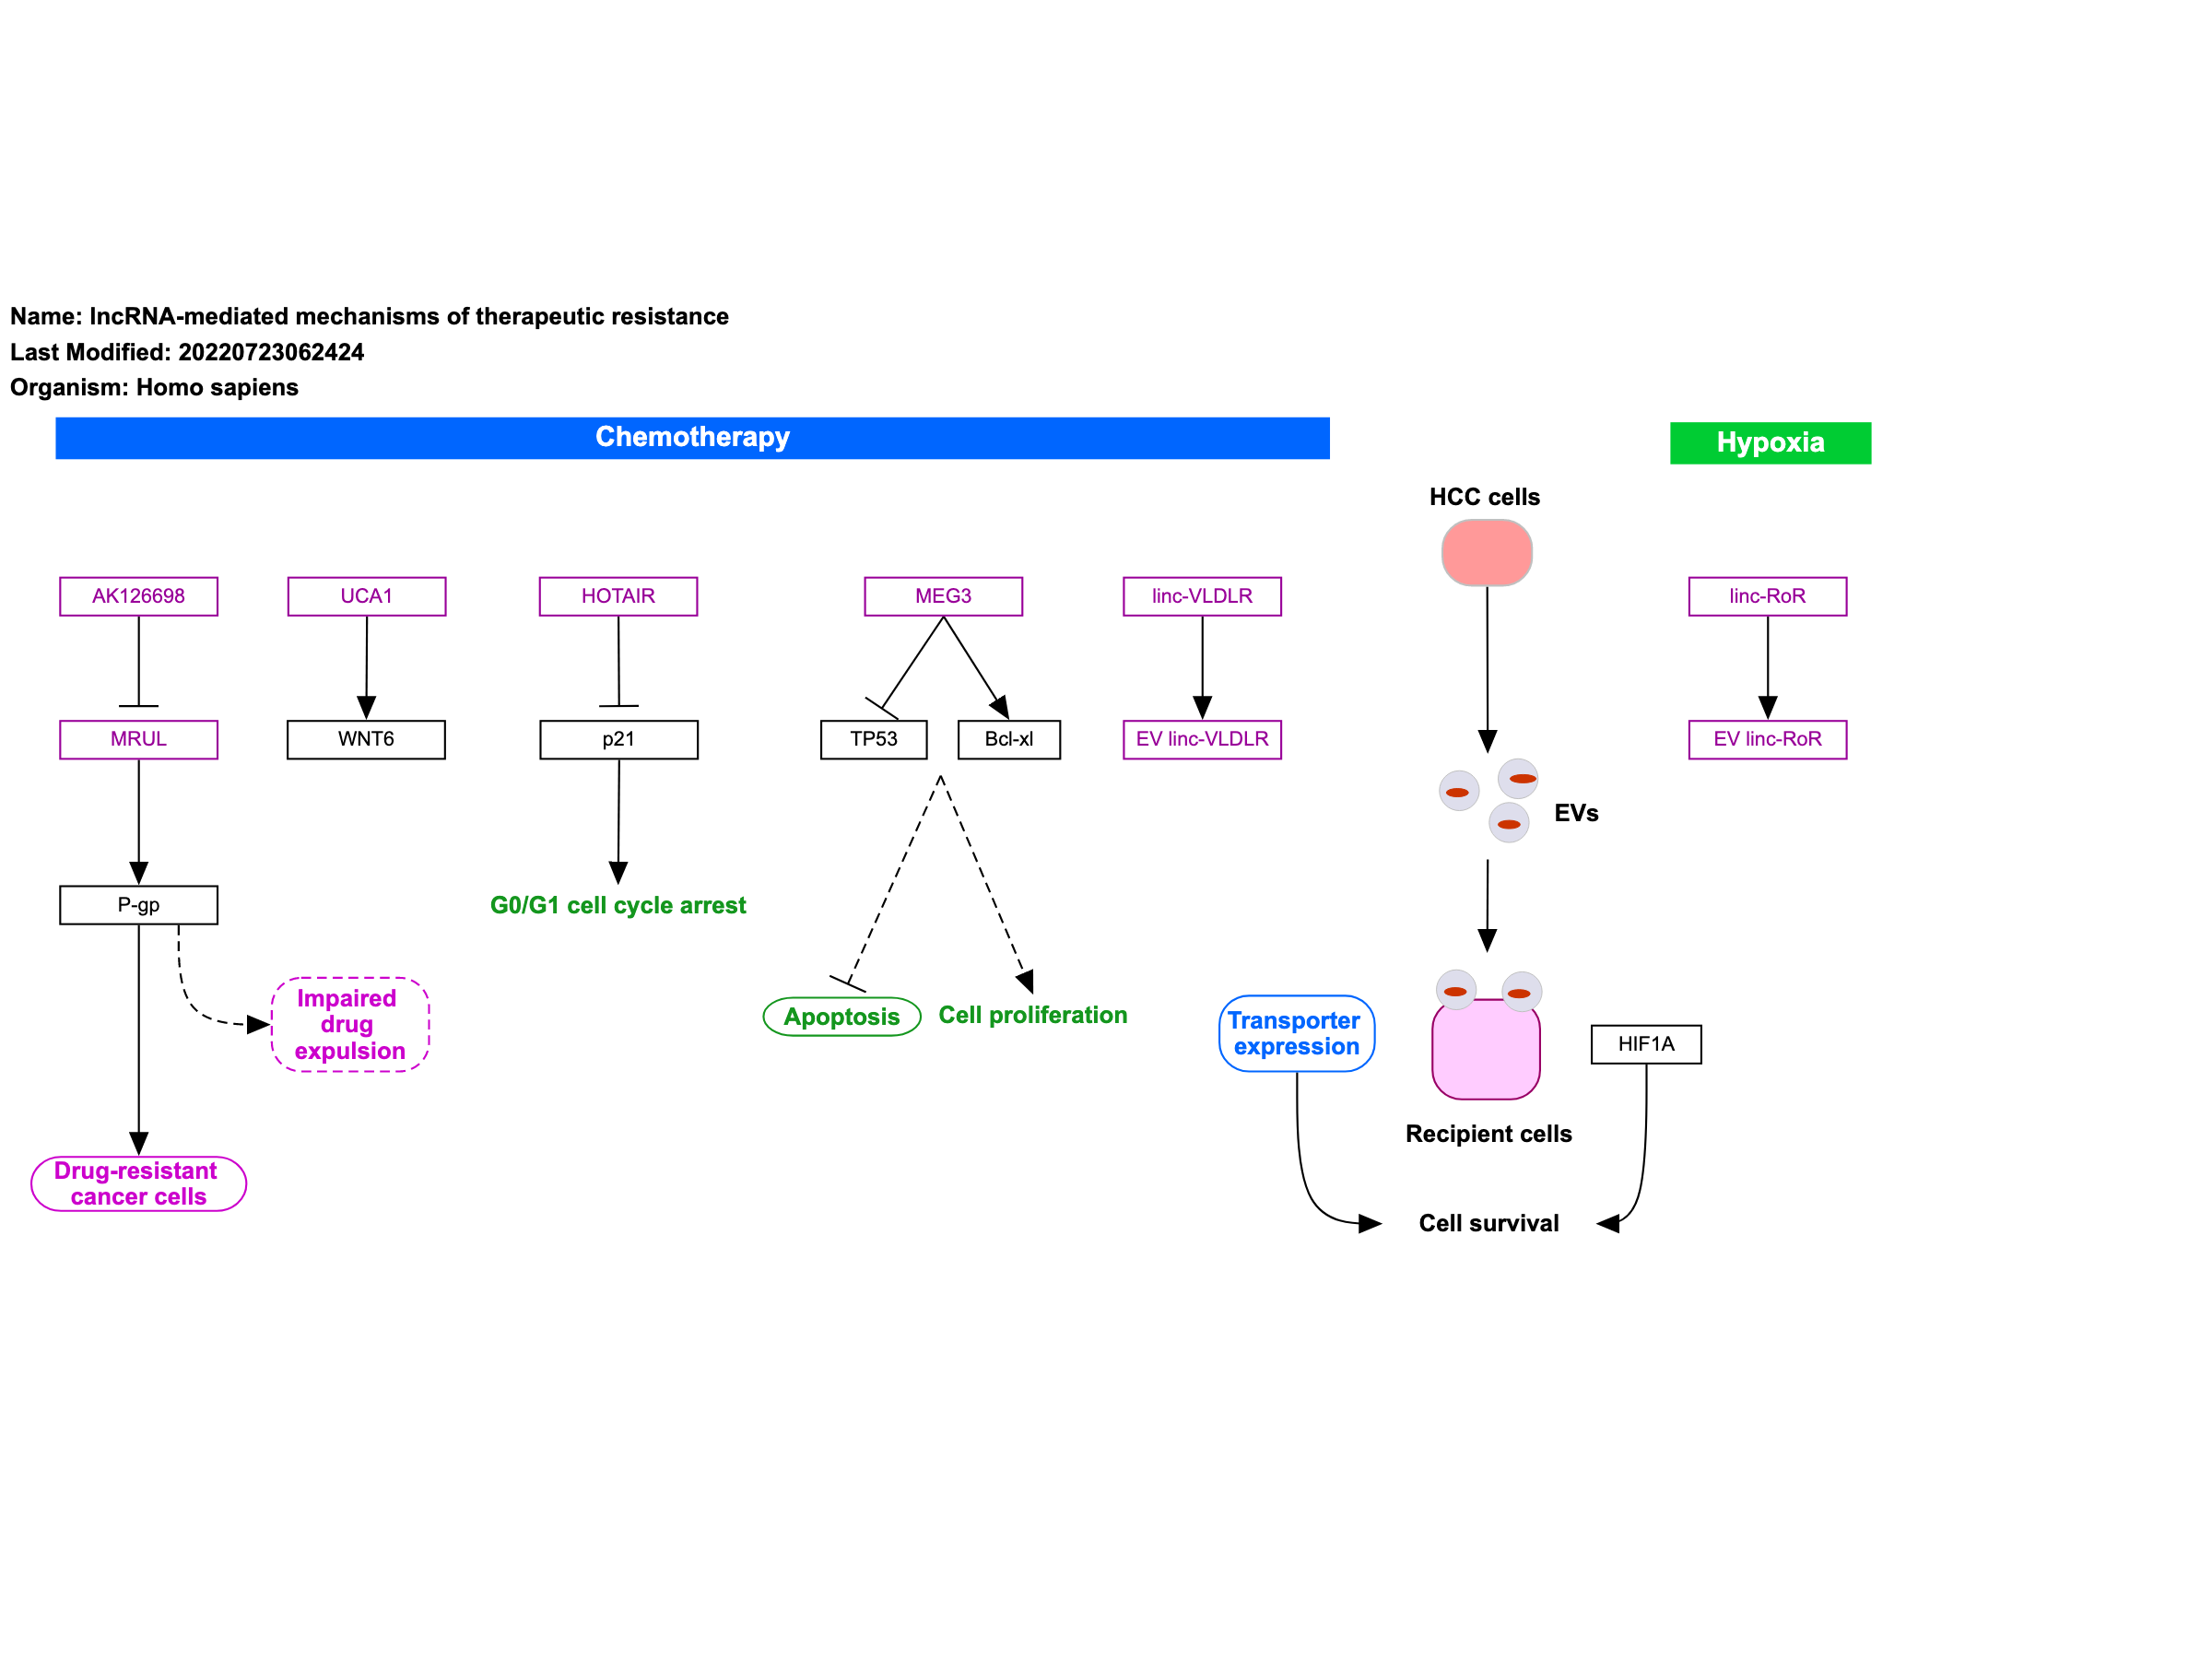 Name: lncRNA-mediated mechanisms of therapeutic resistance
Last Modified: 20220723062424
Organism: Homo sapiens
Chemotherapy
Hypoxia
HCC cells
AK126698
UCA1
HOTAIR
MEG3
linc-VLDLR
linc-RoR
MRUL
WNT6
p21
TP53
Bcl-xl
EV linc-VLDLR
EV linc-RoR
EVs
P-gp
G0/G1 cell cycle arrest
Impaired
drug
expulsion
Apoptosis
Cell proliferation
Transporter
expression
HIF1A
Recipient cells
Drug-resistant
cancer cells
Cell survival